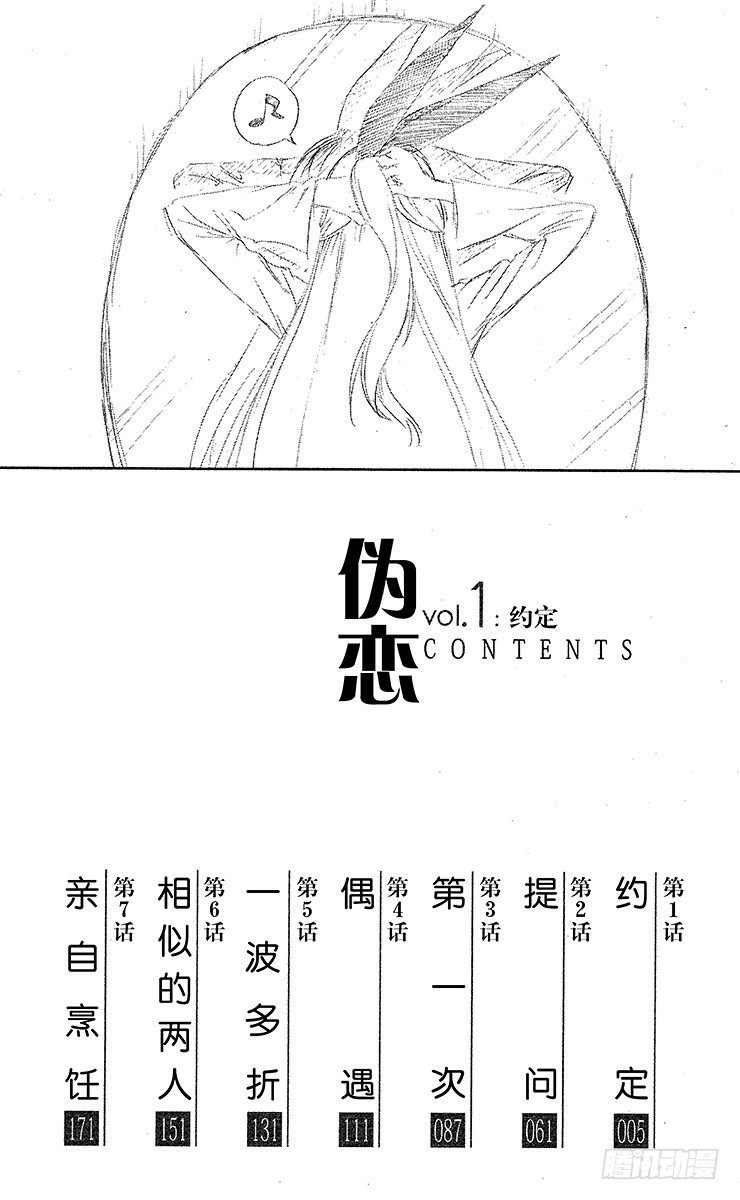 伪恋
vol.1:约定
CONTENTS
第1话
约定
005
第2话
提问
061
第3话
第一次
087
第4话
偶遇
111
第5话
一波多折
131
第6话
相似的两人
151
第7话
亲自烹饪
171
腾讯动漫